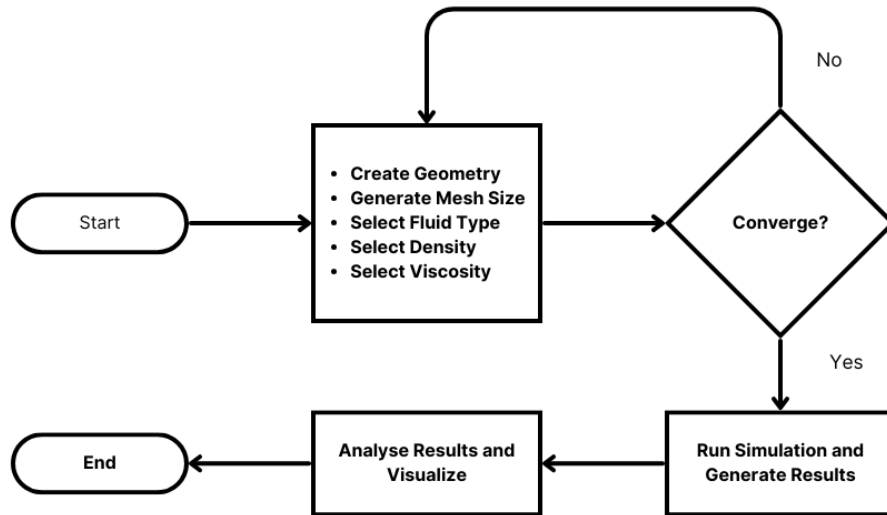 No
Start
• Create Geometry
• Generate Mesh Size
• Select Fluid Type
• Select Density
• Select Viscosity
Converge?
Yes
End
Analyse Results and
Visualize
Run Simulation and
Generate Results